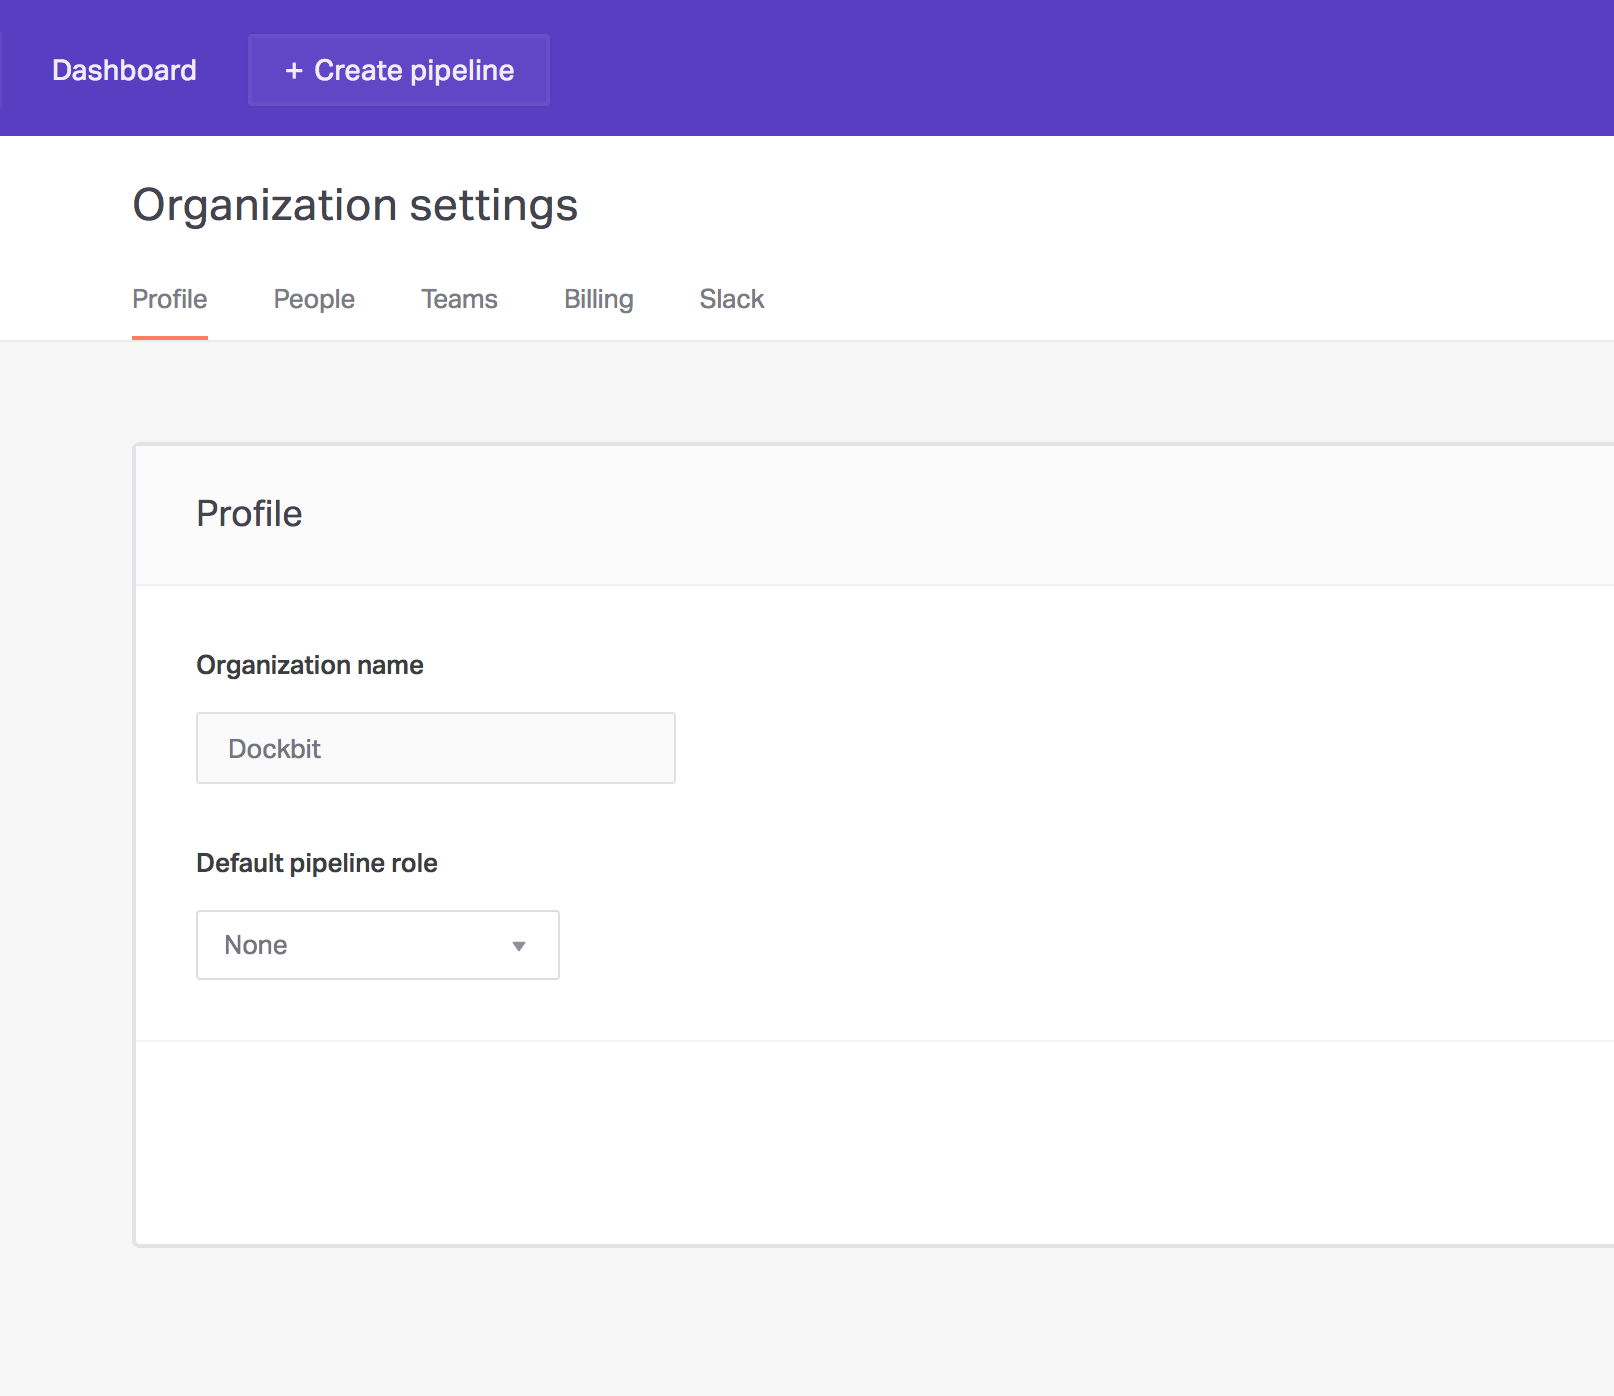 Dashboard + Create pipeline
Organization settings
Profile People Teams Billing Slack
Profile
Organization name
Dockbit
Default pipeline role
None